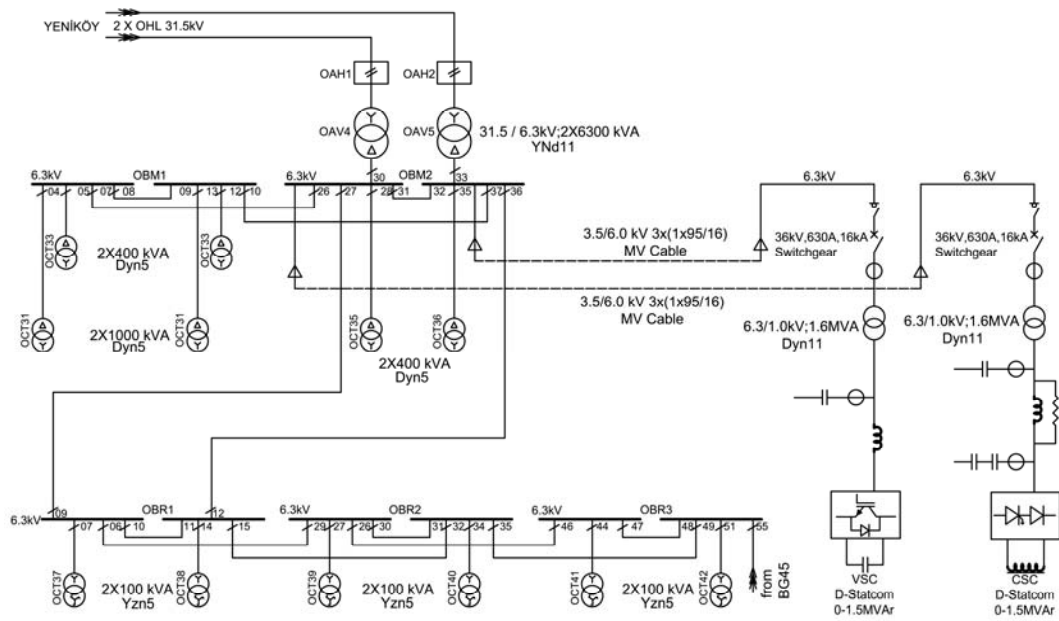 YENİKÖY 2 X OHL 31.5kV
OAH1 OAH2
OAV4 OAV5 31.5 / 6.3kV;2X6300 kVA
YNd11
6.3kV OBM1 6.3kV 30 OBM2 33
04 05 07 08 09 13 12 10 26 27 28 31 32 35 37 36
6.3kV 6.3kV
OCT33 OCT33
2X400 kVA
Dyn5
3.5/6.0 kV 3x(1x95/16)
MV Cable
36kV,630A,16kA
Switchgear
36kV,630A,16kA
Switchgear
3.5/6.0 kV 3x(1x95/16)
MV Cable
OCT31 OCT31 OCT35 OCT36
2X1000 kVA
Dyn5
2X400 kVA
Dyn5
6.3/1.0kV;1.6MVA
Dyn11
6.3/1.0kV;1.6MVA
Dyn11
09 OBR1 12 6.3kV OBR2 6.3kV OBR3
6.3kV 07 06 10 11 14 15 29 27 26 30 31 32 34 35 46 44 47 48 49 51 55
OCT37 OCT38 OCT39 OCT40 OCT41 OCT42
2X100 kVA
Yzn5
2X100 kVA
Yzn5
2X100 kVA
Yzn5
from
BG45
VSC
D-Statcom
0-1.5MVAr
CSC
D-Statcom
0-1.5MVAr